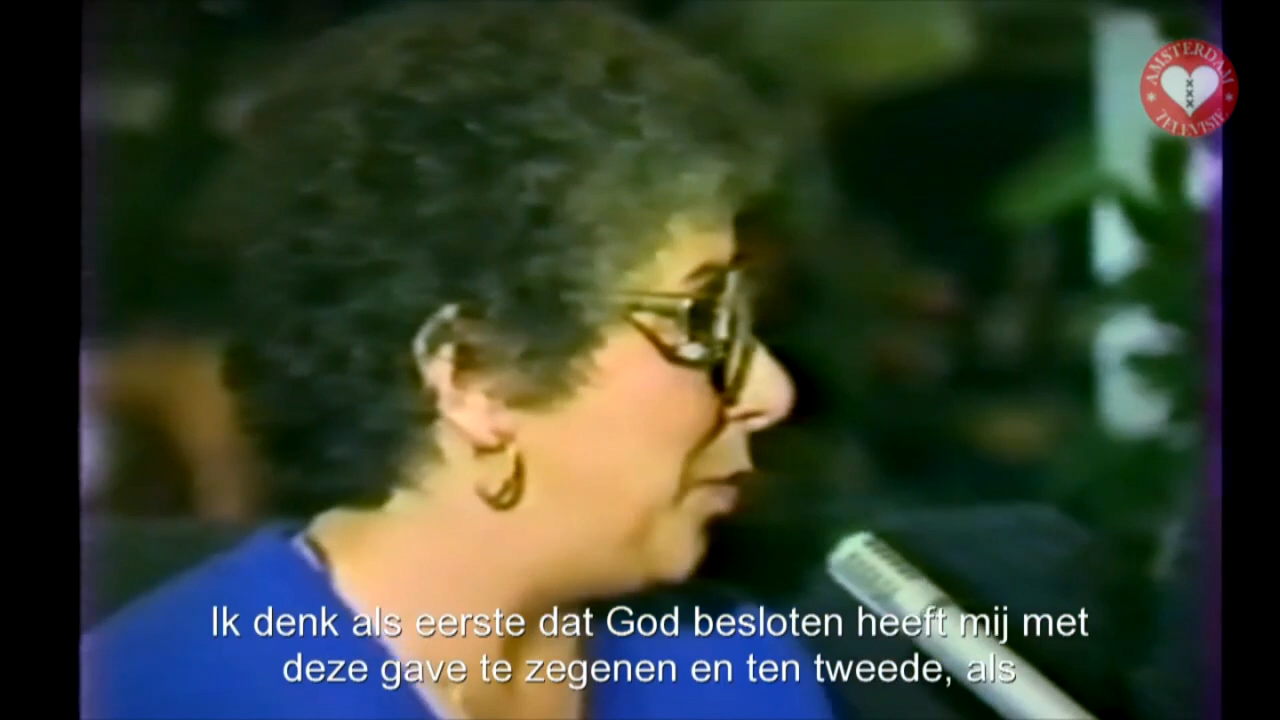 AMSTERDAM
TELEVISIE
XXX
Ik denk als eerste dat God besloten heeft mij met
deze gave te zegenen en ten tweede, als